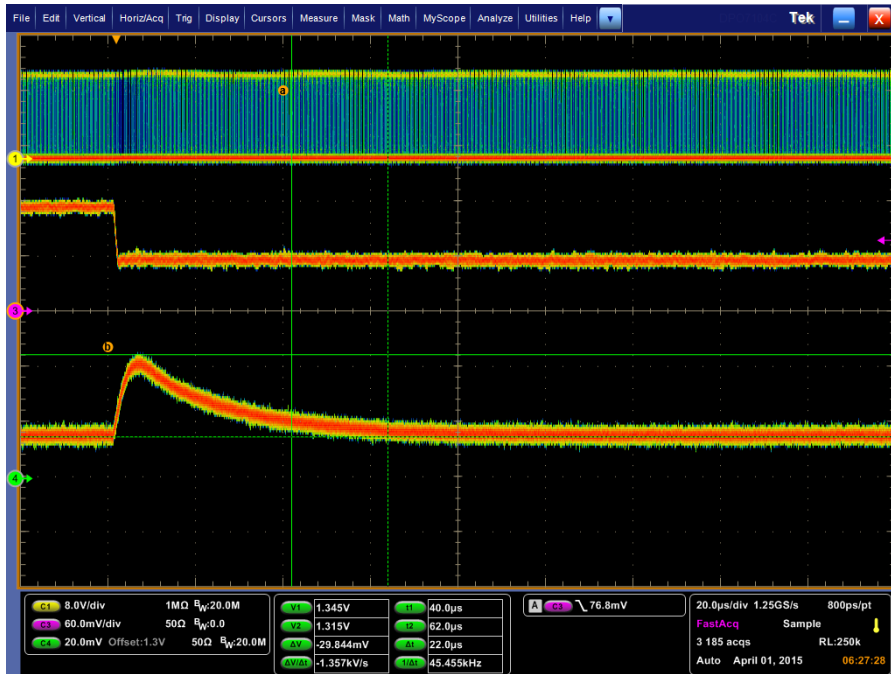 File Edit Vertical Horiz/Acq Trig Display Cursors Measure Mask Math MyScope Analyze Utilities Help Tek X
a
1
3
b
4
C1 8.0V/div 1MΩ BW:20.0M
C3 60.0mV/div 50Ω BW:0.0
C4 20.0mV Offset:1.3V 50Ω BW:20.0M
V1 1.345V t1 40.0µs
V2 1.315V t2 62.0µs
ΔV -29.844mV Δt 22.0µs
ΔV/Δt -1.357kV/s 1/Δt 45.455kHz
A C3 76.8mV
20.0µs/div 1.25GS/s 800ps/pt
FastAcq Sample
3 185 acqs RL:250k
Auto April 01, 2015 06:27:28